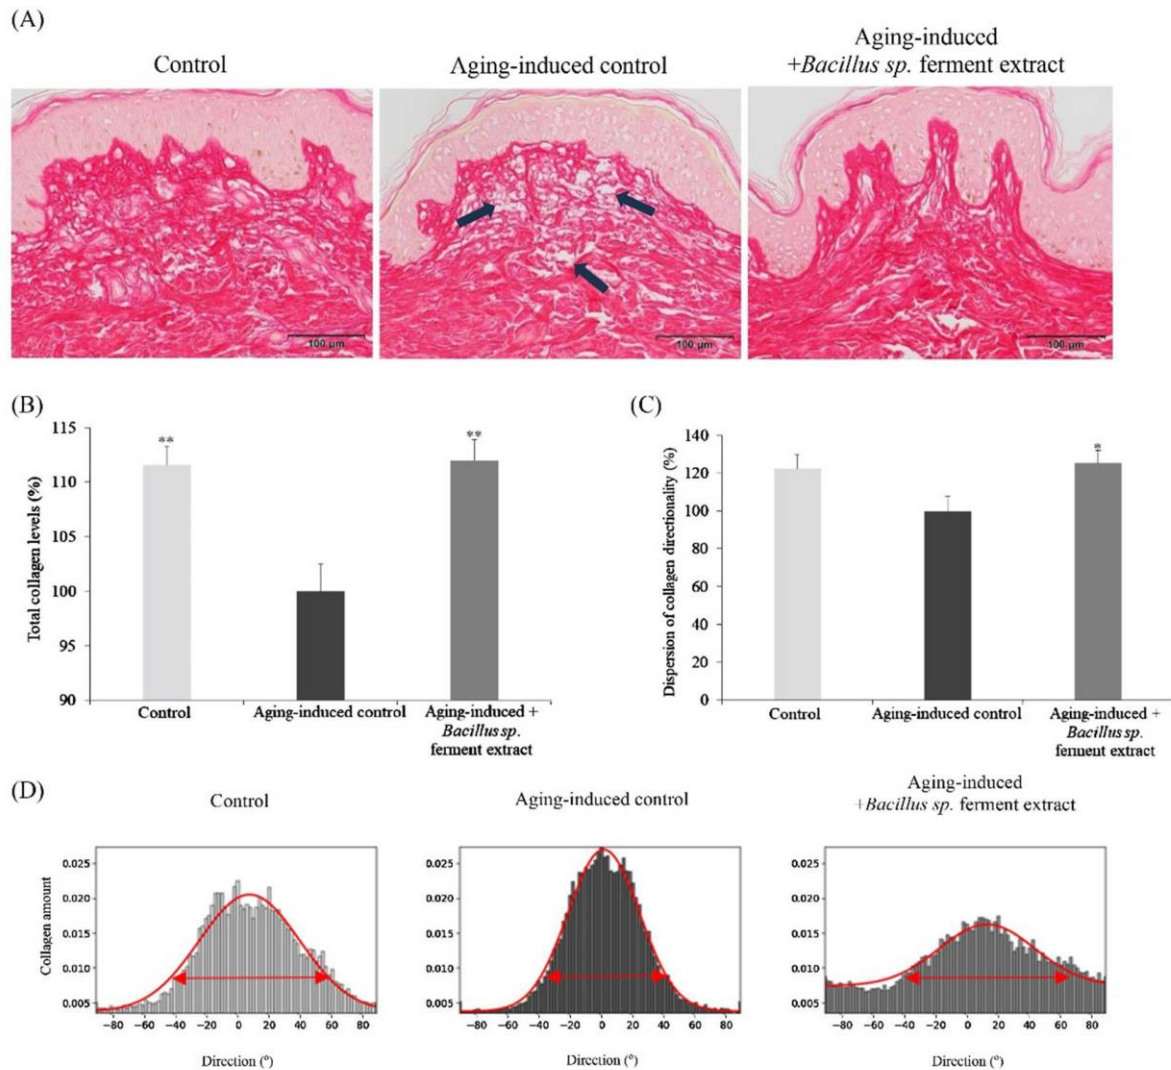 (A)
Control
Aging-induced control
Aging-induced
+Bacillus sp. ferment extract
100 µm
100 µm
100 µm
(B)
Total collagen levels (%)
115
110
105
100
95
90
**
**
Control
Aging-induced control
Aging-induced +
Bacillus sp.
ferment extract
(C)
Dispersion of collagen directionality (%)
140
120
100
80
60
40
20
0
*
Control
Aging-induced control
Aging-induced +
Bacillus sp.
ferment extract
(D)
Control
Collagen amount
0.025
0.020
0.015
0.010
0.005
−80 −60 −40 −20 0 20 40 60 80
Direction (º)
Aging-induced control
0.025
0.020
0.015
0.010
0.005
−80 −60 −40 −20 0 20 40 60 80
Direction (º)
Aging-induced
+Bacillus sp. ferment extract
0.025
0.020
0.015
0.010
0.005
−80 −60 −40 −20 0 20 40 60 80
Direction (º)